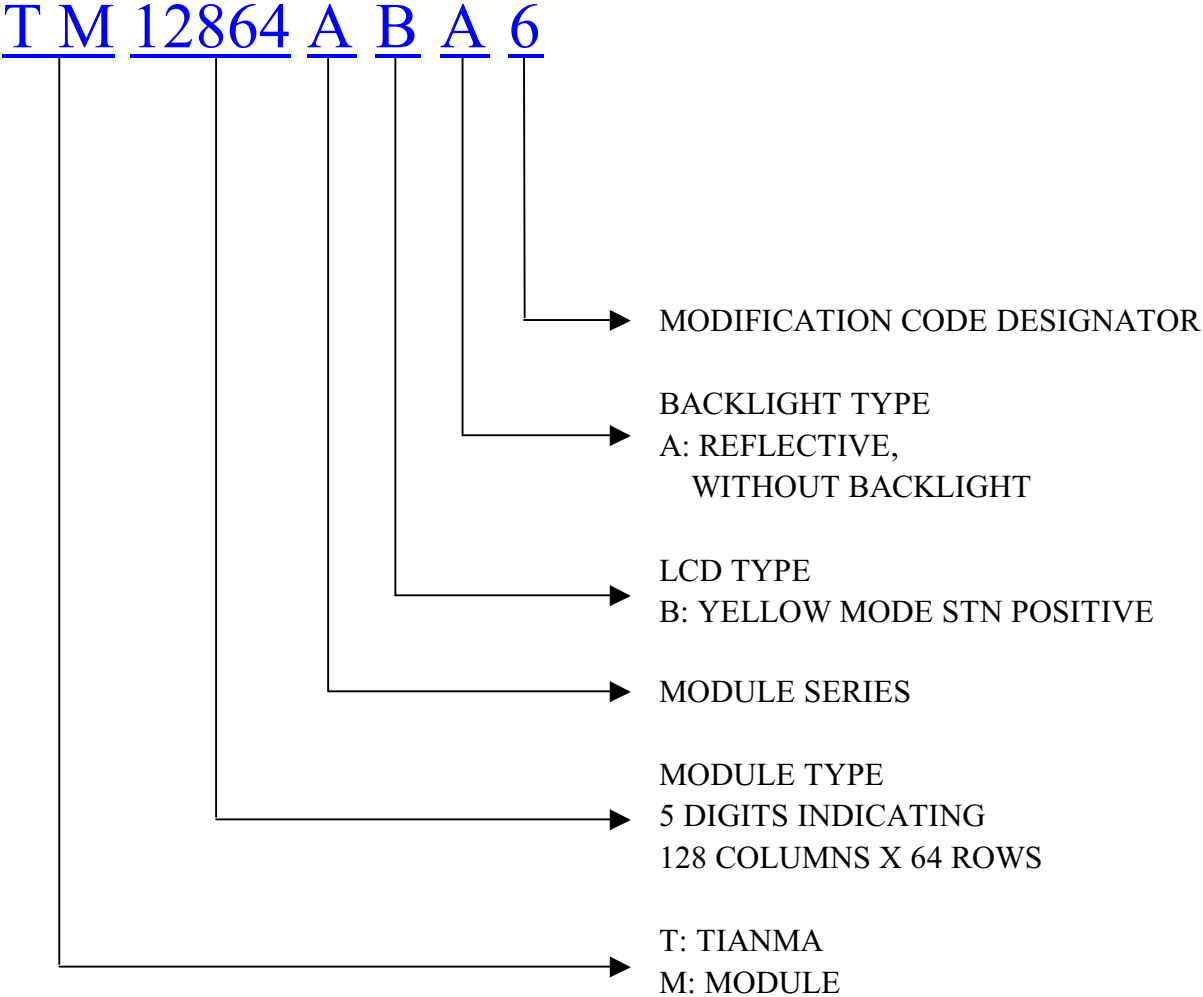 T M 12864 A B A 6
MODIFICATION CODE DESIGNATOR
BACKLIGHT TYPE
A: REFLECTIVE,
WITHOUT BACKLIGHT
LCD TYPE
B: YELLOW MODE STN POSITIVE
MODULE SERIES
MODULE TYPE
5 DIGITS INDICATING
128 COLUMNS X 64 ROWS
T: TIANMA
M: MODULE